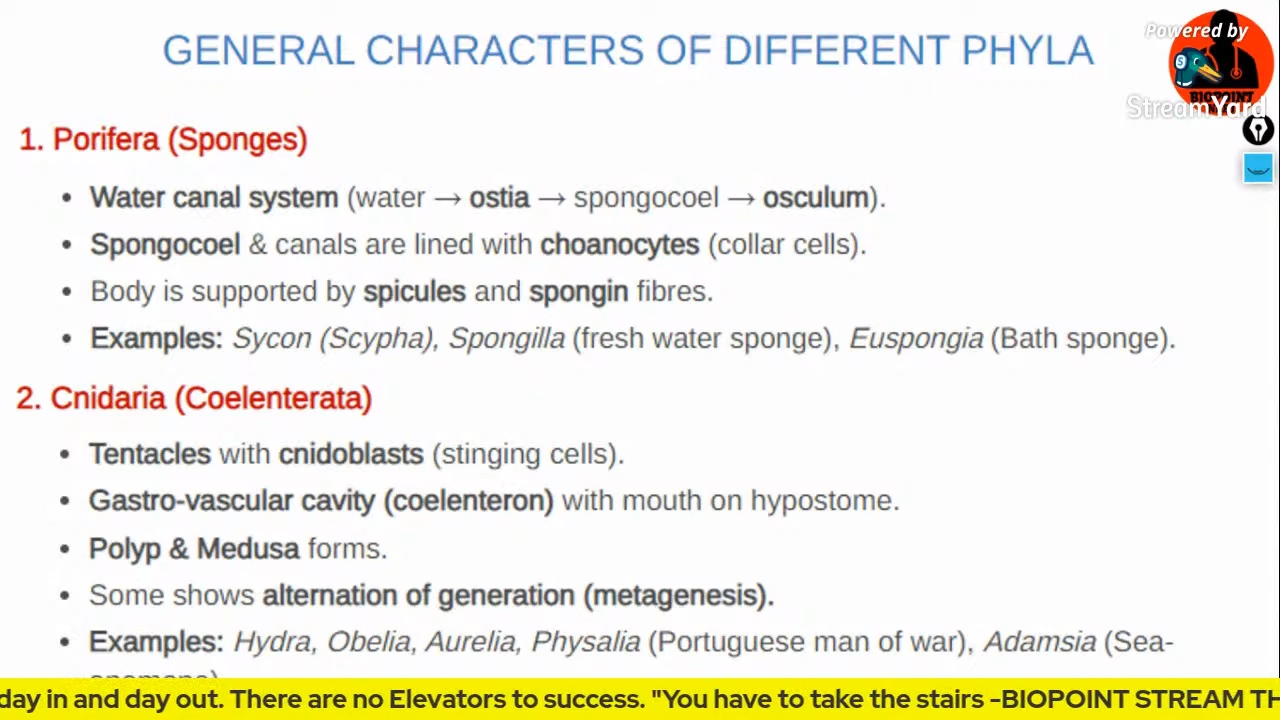 GENERAL CHARACTERS OF DIFFERENT PHYLA
Powered by
BIOPOINT
StreamYard
1. Porifera (Sponges)
• Water canal system (water → ostia → spongocoel → osculum).
• Spongocoel & canals are lined with choanocytes (collar cells).
• Body is supported by spicules and spongin fibres.
• Examples: Sycon (Scypha), Spongilla (fresh water sponge), Euspongia (Bath sponge).
2. Cnidaria (Coelenterata)
• Tentacles with cnidoblasts (stinging cells).
• Gastro-vascular cavity (coelenteron) with mouth on hypostome.
• Polyp & Medusa forms.
• Some shows alternation of generation (metagenesis).
• Examples: Hydra, Obelia, Aurelia, Physalia (Portuguese man of war), Adamsia (Sea-
day in and day out. There are no Elevators to success. "You have to take the stairs -BIOPOINT STREAM TH